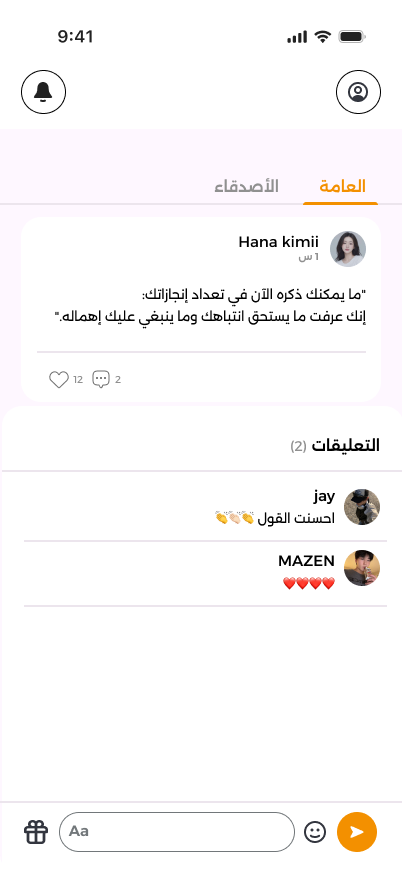 9:41
العامة
الأصدقاء
Hana kimii
1 س
"ما يمكنك ذكره الآن في تعداد إنجازاتك:
إنك عرفت ما يستحق انتباهك وما ينبغي عليك إهماله."
12
2
التعليقات (2)
jay
احسنت القول 👏👏🏻👏
MAZEN
❤️❤️❤️❤️
Aa